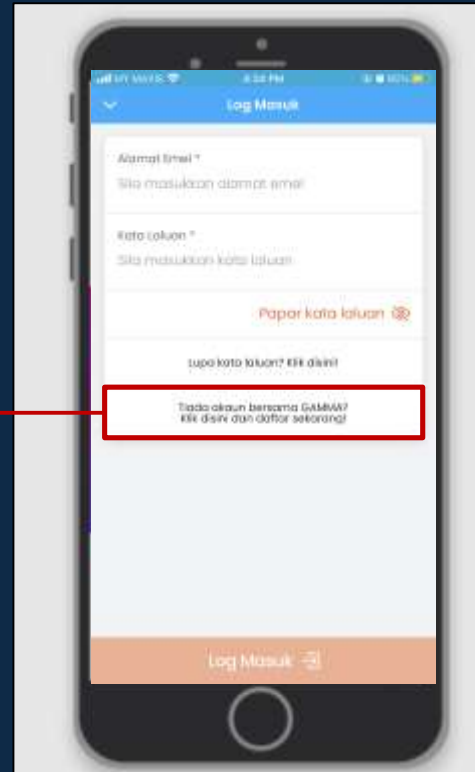 Log Masuk
Alamat Emel *
Sila masukkan alamat emel
Kata Laluan *
Sila masukkan kata laluan
Papar kata laluan
Lupa kata laluan? Klik disini!
Tiada akaun bersama GAMMA?
Klik disini dan daftar sekarang!
Log Masuk